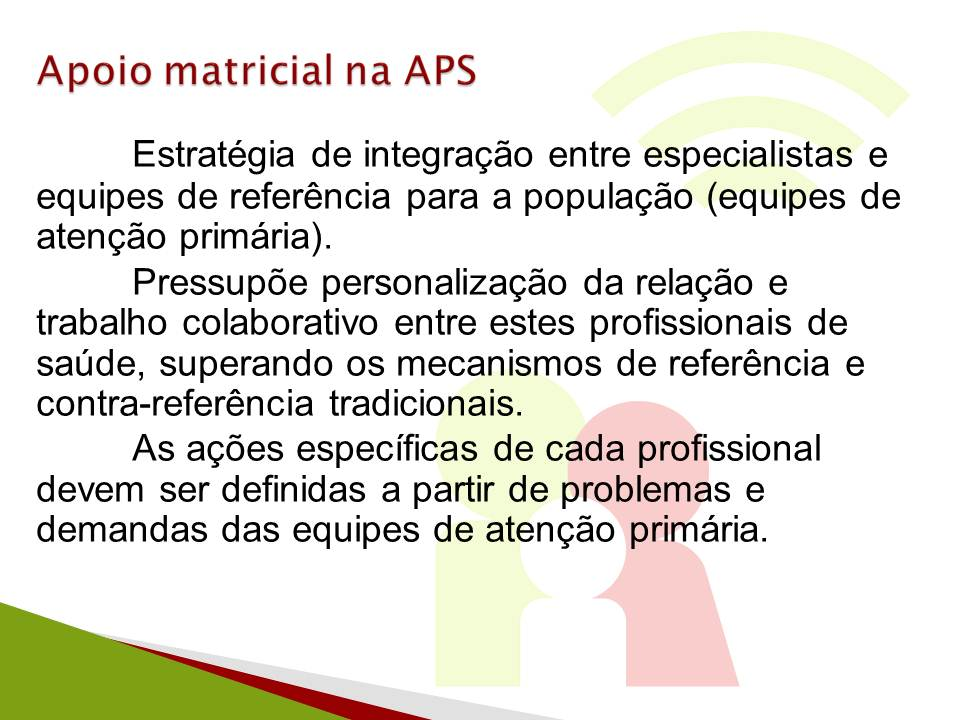 Apoio matricial na APS
Estratégia de integração entre especialistas e
equipes de referência para a população (equipes de
atenção primária).
Pressupõe personalização da relação e
trabalho colaborativo entre estes profissionais de
saúde, superando os mecanismos de referência e
contra-referência tradicionais.
As ações específicas de cada profissional
devem ser definidas a partir de problemas e
demandas das equipes de atenção primária.